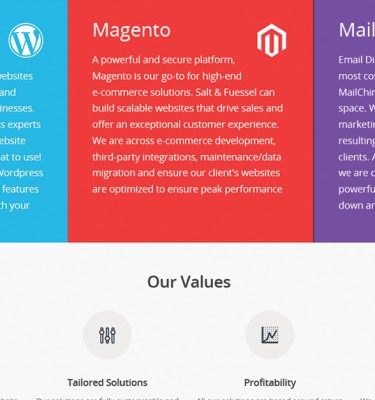 ebsites
and
inesses.
s experts
ebsite
at to use!
Wordpress
features
h your
Magento
A powerful and secure platform,
Magento is our go-to for high-end
e-commerce solutions. Salt & Fuessel can
build scalable websites that drive sales and
offer an exceptional customer experience.
We are across e-commerce development,
third-party integrations, maintenance/data
migration and ensure our client's websites
are optimized to ensure peak performance
Mail
Email Di
most cos
MailChir
space. W
marketin
resulting
clients. A
we are c
powerfu
down an
Our Values
Tailored Solutions
Profitability